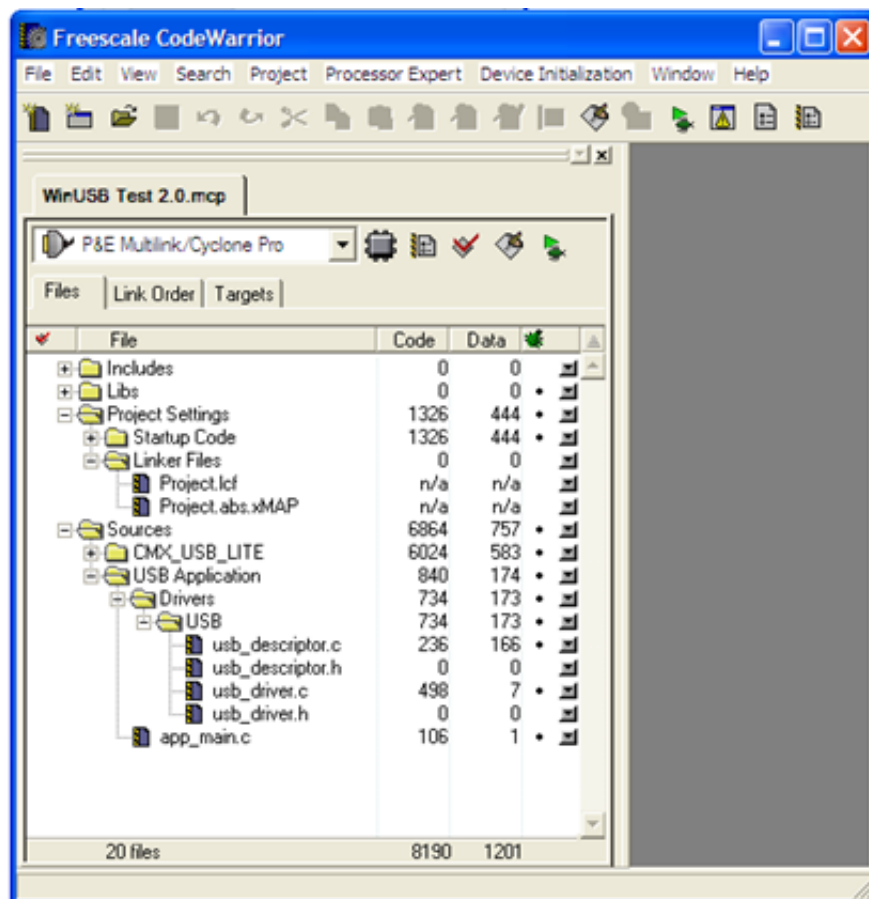 Freescale CodeWarrior
File Edit View Search Project Processor Expert Device Initialization Window Help
WinUSB Test 2.0.mcp
P&E Multilink/Cyclone Pro
Files Link Order Targets
File Code Data
Includes 0 0
Libs 0 0
Project Settings 1326 444
Startup Code 1326 444
Linker Files 0 0
Project.lcf n/a n/a
Project.abs.xMAP n/a n/a
Sources 6864 757
CMX_USB_LITE 6024 583
USB Application 840 174
Drivers 734 173
USB 734 173
usb_descriptor.c 236 166
usb_descriptor.h 0 0
usb_driver.c 498 7
usb_driver.h 0 0
app_main.c 106 1
20 files 8190 1201